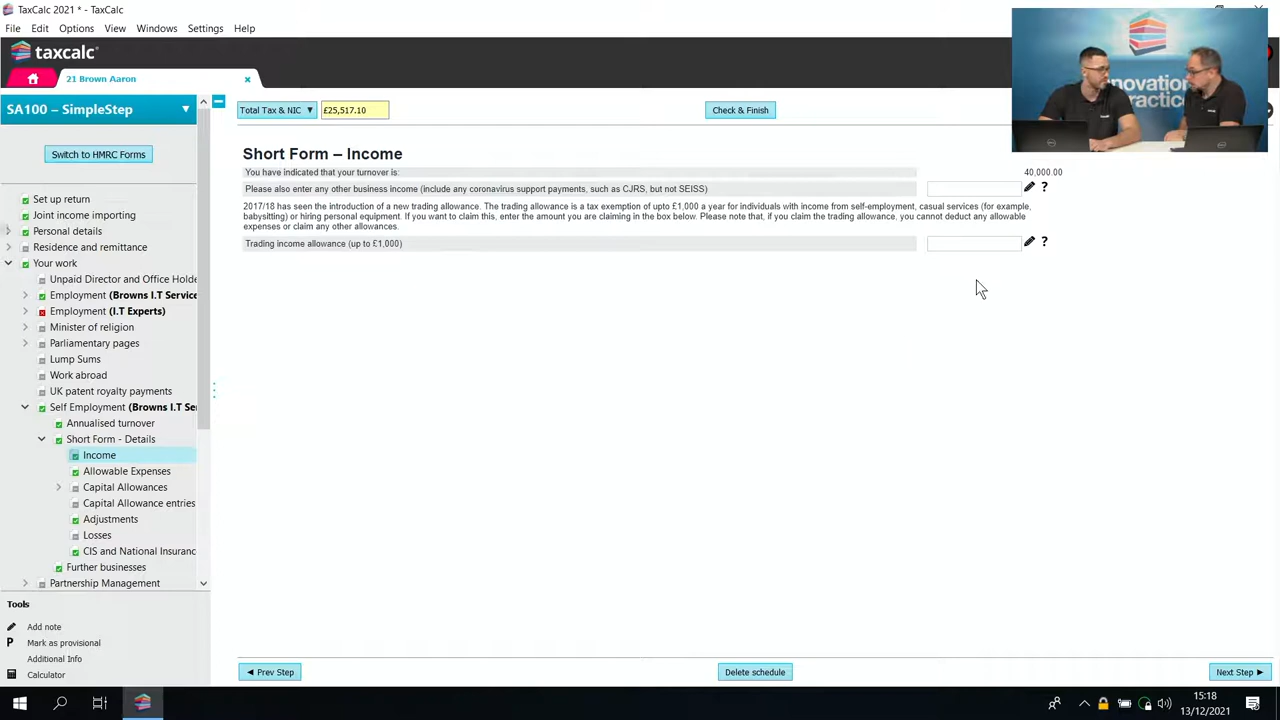 TaxCalc 2021 * - TaxCalc
File Edit Options View Windows Settings Help
taxcalc
21 Brown Aaron
SA100 – SimpleStep
Total Tax & NIC
£25,517.10
Check & Finish
Switch to HMRC Forms
Short Form – Income
You have indicated that your turnover is:
40,000.00
Please also enter any other business income (include any coronavirus support payments, such as CJRS, but not SEISS)
?
2017/18 has seen the introduction of a new trading allowance. The trading allowance is a tax exemption of upto £1,000 a year for individuals with income from self-employment, casual services (for example,
babysitting) or hiring personal equipment. If you want to claim this, enter the amount you are claiming in the box below. Please note that, if you claim the trading allowance, you cannot deduct any allowable
expenses or claim any other allowances.
Trading income allowance (up to £1,000)
?
Set up return
Joint income importing
Personal details
Residence and remittance
Your work
Unpaid Director and Office Holde
Employment (Browns I.T Service
Employment (I.T Experts)
Minister of religion
Parliamentary pages
Lump Sums
Work abroad
UK patent royalty payments
Self Employment (Browns I.T Se
Annualised turnover
Short Form - Details
Income
Allowable Expenses
Capital Allowances
Capital Allowance entries
Adjustments
Losses
CIS and National Insuranc
Further businesses
Partnership Management
Tools
Add note
P Mark as provisional
Additional Info
Calculator
Prev Step
Delete schedule
Next Step
15:18
13/12/2021